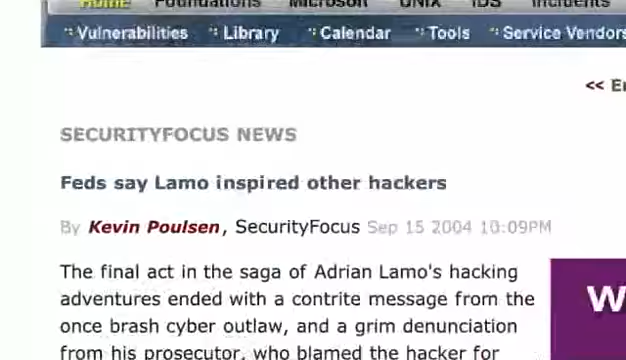 Home Foundations Microsoft UNIX IDS Incidents
Vulnerabilities Library Calendar Tools Service Vendors
<<
SECURITYFOCUS NEWS
Feds say Lamo inspired other hackers
By Kevin Poulsen, SecurityFocus Sep 15 2004 10:09PM
The final act in the saga of Adrian Lamo's hacking
adventures ended with a contrite message from the
once brash cyber outlaw, and a grim denunciation
from his prosecutor, who blamed the hacker for